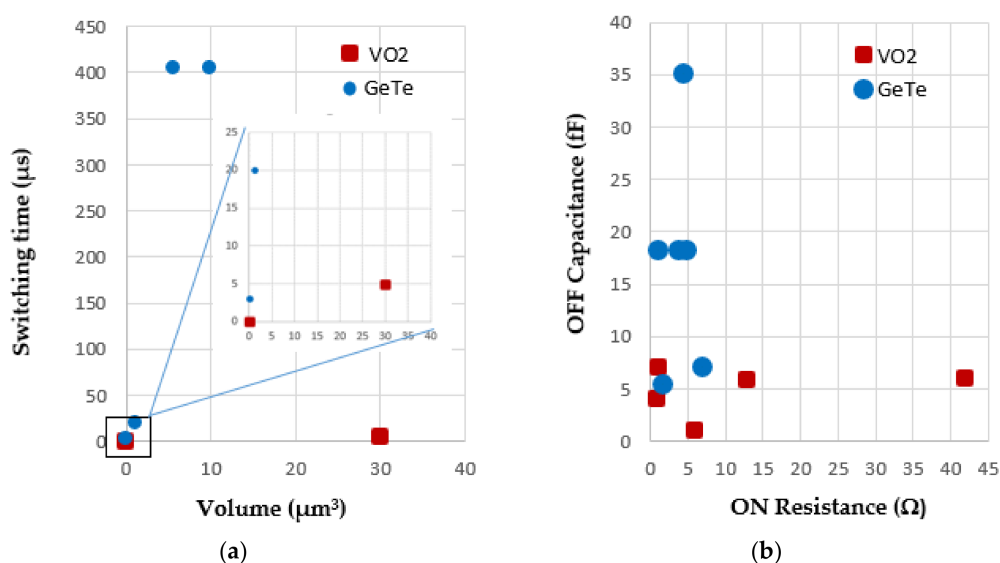 450
400
350
300
250
200
150
100
50
0
Switching time (µs)
VO2
GeTe
25
20
15
10
5
0
0 5 10 15 20 25 30 35 40
0 10 20 30 40
Volume (µm³)
(a)
40
35
30
25
20
15
10
5
0
OFF Capacitance (fF)
VO2
GeTe
0 5 10 15 20 25 30 35 40 45
ON Resistance (Ω)
(b)